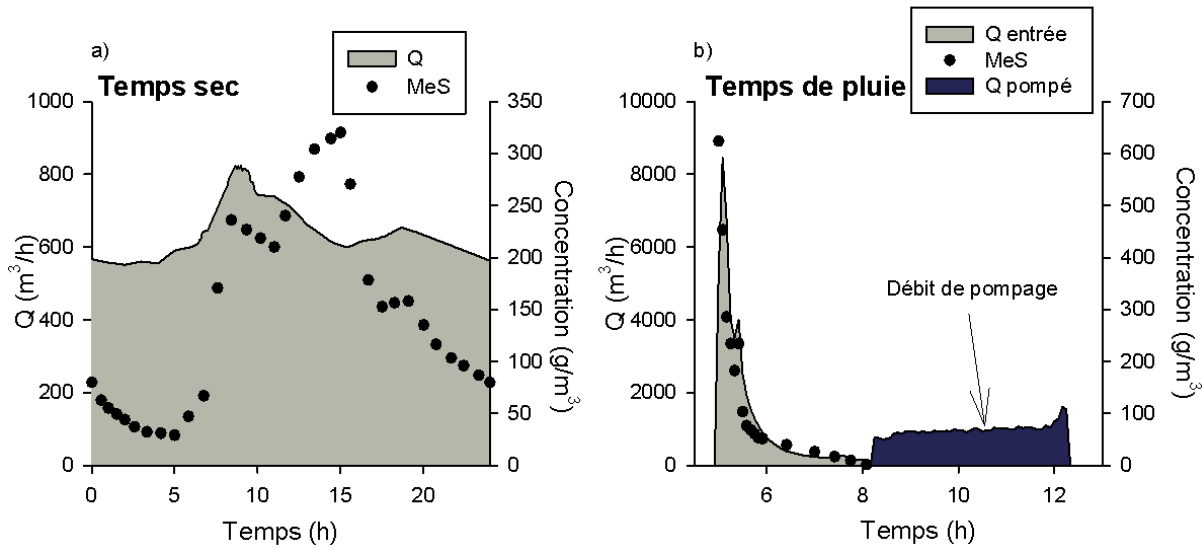 a)
Temps sec
Q
MeS
1000
800
600
400
200
0
Q (m³/h)
350
300
250
200
150
100
50
0
Concentration (g/m³)
0
5
10
15
20
Temps (h)
b)
Temps de pluie
Q entrée
MeS
Q pompé
10000
8000
6000
4000
2000
0
Q (m³/h)
700
600
500
400
300
200
100
0
Concentration (g/m³)
Débit de pompage
6
8
10
12
Temps (h)